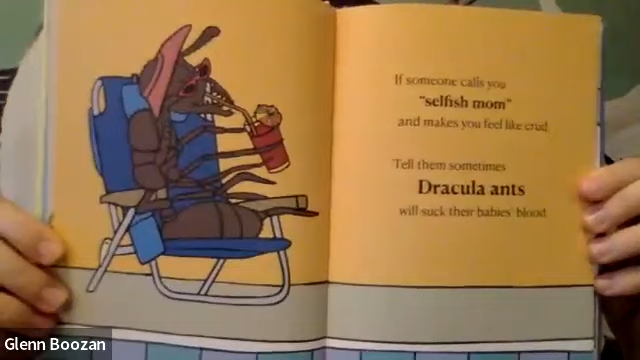 If someone calls you
"selfish mom"
and makes you feel like crud,
Tell them sometimes
Dracula ants
will suck their babies' blood.
Glenn Boozan